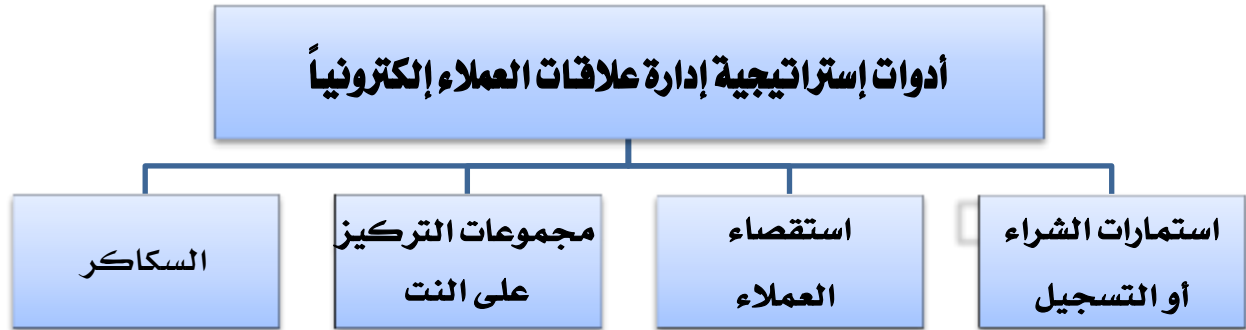 أدوات إستراتيجية إدارة علاقات العملاء إلكترونياً
استمارات الشراء
أو التسجيل
استقصاء
العملاء
مجموعات التركيز
على النت
السكاكر